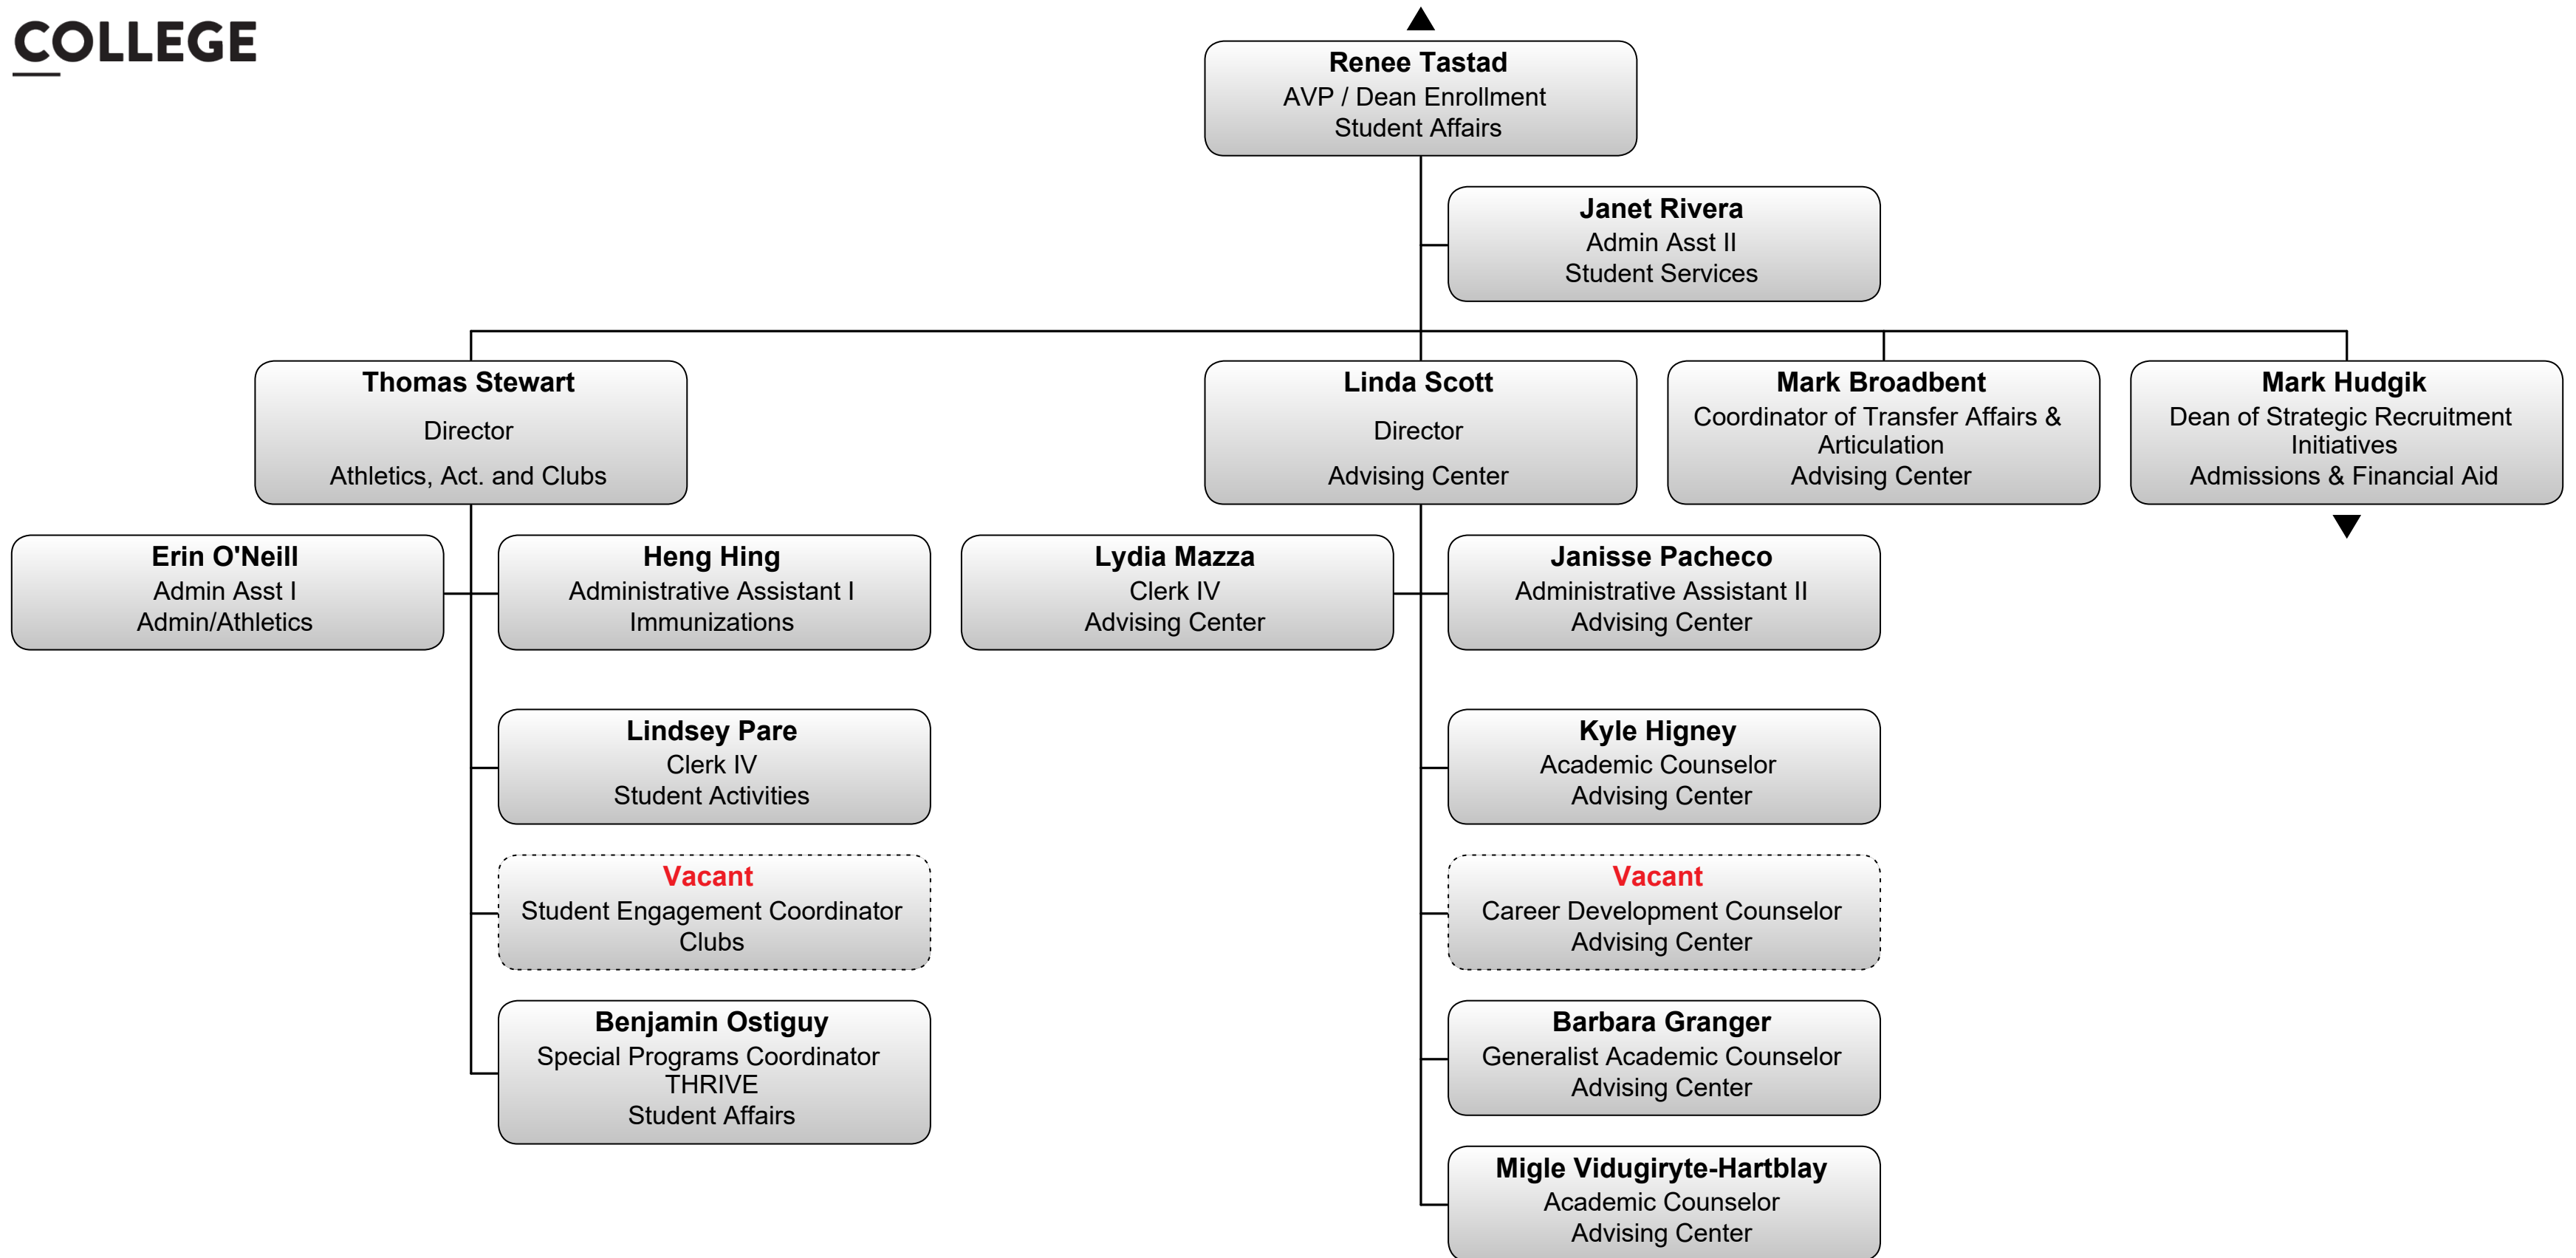 COLLEGE
Renee Tastad
AVP / Dean Enrollment
Student Affairs
Janet Rivera
Admin Asst II
Student Services
Thomas Stewart
Director
Athletics, Act. and Clubs
Linda Scott
Director
Advising Center
Mark Broadbent
Coordinator of Transfer Affairs &
Articulation
Advising Center
Mark Hudgik
Dean of Strategic Recruitment
Initiatives
Admissions & Financial Aid
Erin O'Neill
Admin Asst I
Admin/Athletics
Heng Hing
Administrative Assistant I
Immunizations
Lydia Mazza
Clerk IV
Advising Center
Janisse Pacheco
Administrative Assistant II
Advising Center
Lindsey Pare
Clerk IV
Student Activities
Kyle Higney
Academic Counselor
Advising Center
Vacant
Student Engagement Coordinator
Clubs
Vacant
Career Development Counselor
Advising Center
Benjamin Ostiguy
Special Programs Coordinator
THRIVE
Student Affairs
Barbara Granger
Generalist Academic Counselor
Advising Center
Migle Vidugiryte-Hartblay
Academic Counselor
Advising Center